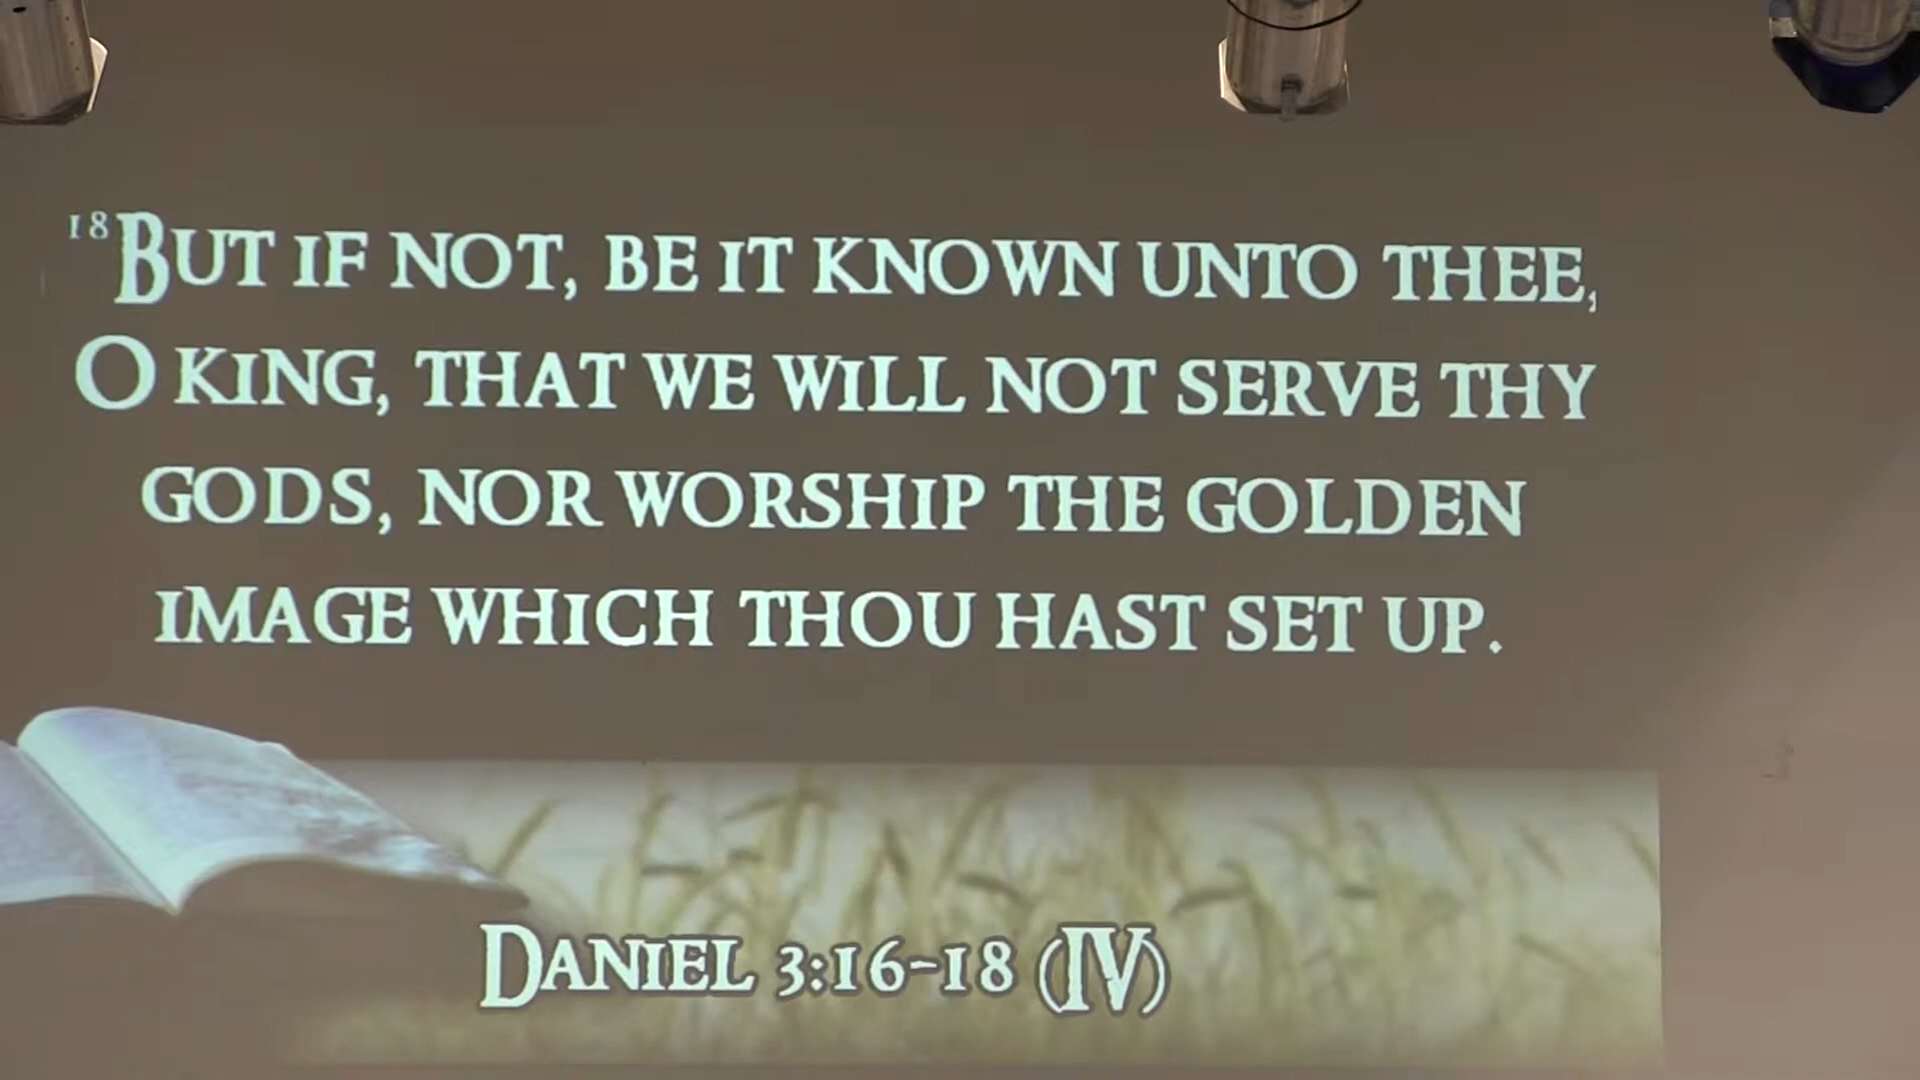 18 But if not, be it known unto thee,
O king, that we will not serve thy
gods, nor worship the golden
image which thou hast set up.
Daniel 3:16-18 (IV)